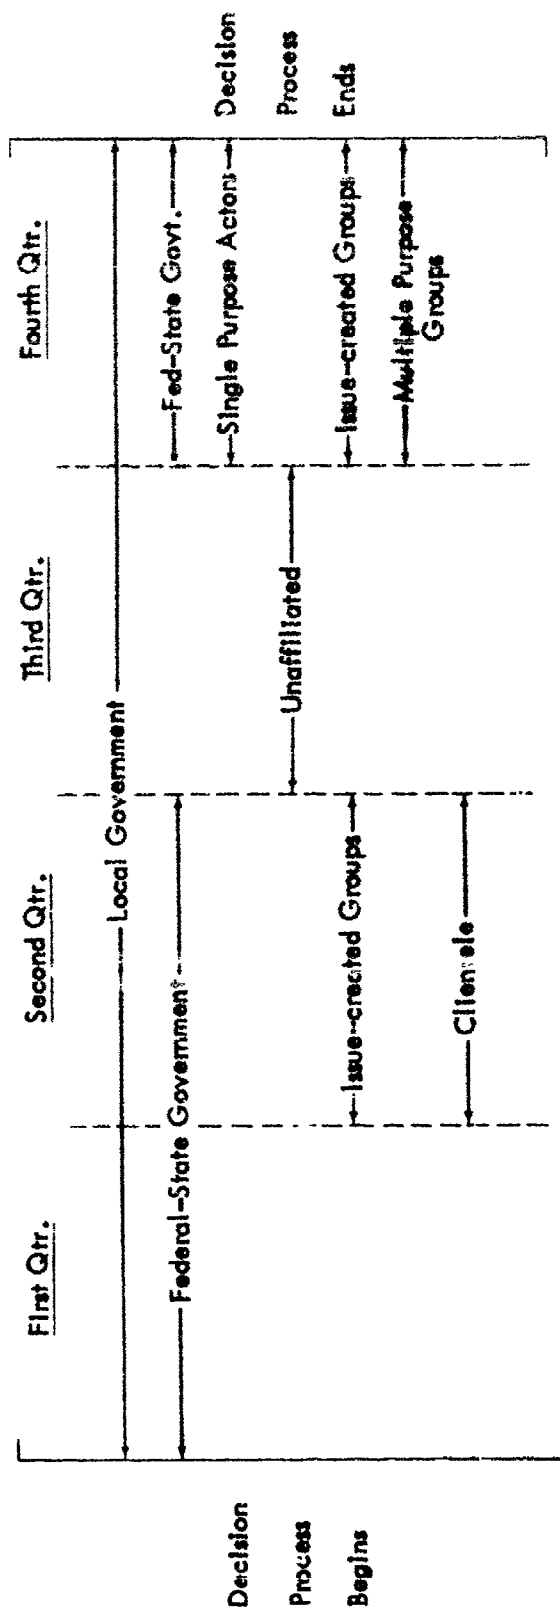 First Qtr.
Second Qtr.
Third Qtr.
Fourth Qtr.
Local Government
Federal-State Government
Fed-State Govt.
Single Purpose Actors
Unaffiliated
Issue-created Groups
Issue-created Groups
Multiple Purpose
Groups
Clientele
Decision
Process
Begins
Decision
Process
Ends